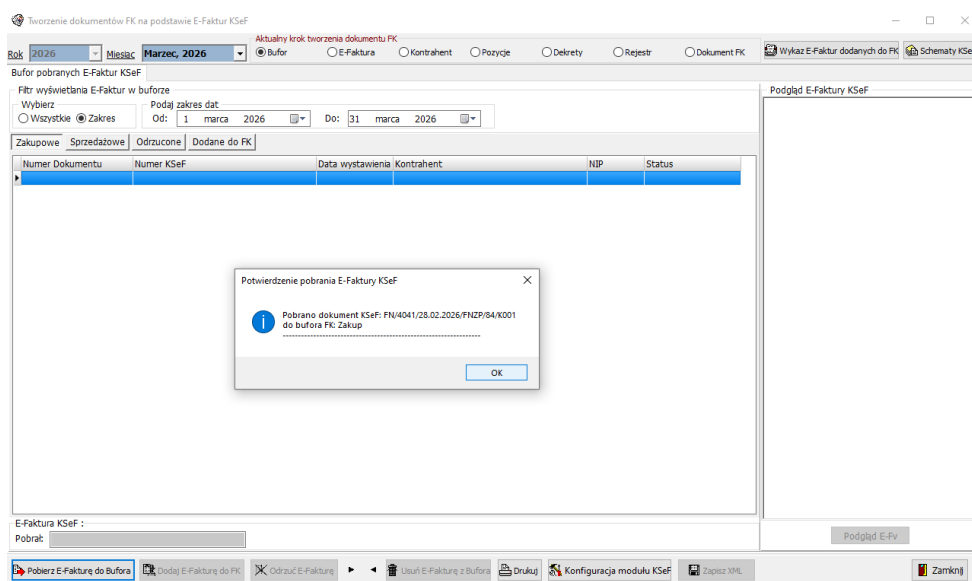 Tworzenie dokumentów FK na podstawie E-Faktur KSeF
Rok 2026 Miesiąc Marzec, 2026
Aktualny krok tworzenia dokumentu FK
Bufor E-Faktura Kontrahent Pozycje Dekrety Rejestr Dokument FK
Wykaz E-Faktur dodanych do FK Schematy KSe
Bufor pobranych E-Faktur KSeF
Filtr wyświetlania E-Faktur w buforze
Wybierz
Wszystkie Zakres
Podaj zakres dat
Od: 1 marca 2026 Do: 31 marca 2026
Podgląd E-Faktury KSeF
Zakupowe Sprzedażowe Odrzucone Dodane do FK
Numer Dokumentu Numer KSeF Data wystawienia Kontrahent NIP Status
Potwierdzenie pobrania E-Faktury KSeF
Pobrano dokument KSeF: FN/4041/28.02.2026/FNZP/84/K001
do bufora FK: Zakup
------------------------------------------------------------------
OK
E-Faktura KSeF :
Pobrał:
Podgląd E-Fv
Pobierz E-Fakturę do Bufora Dodaj E-Fakturę do FK Odrzuć E-Fakturę Usuń E-Fakturę z Bufora Drukuj Konfiguracja modułu KSeF Zapisz XML Zamknij